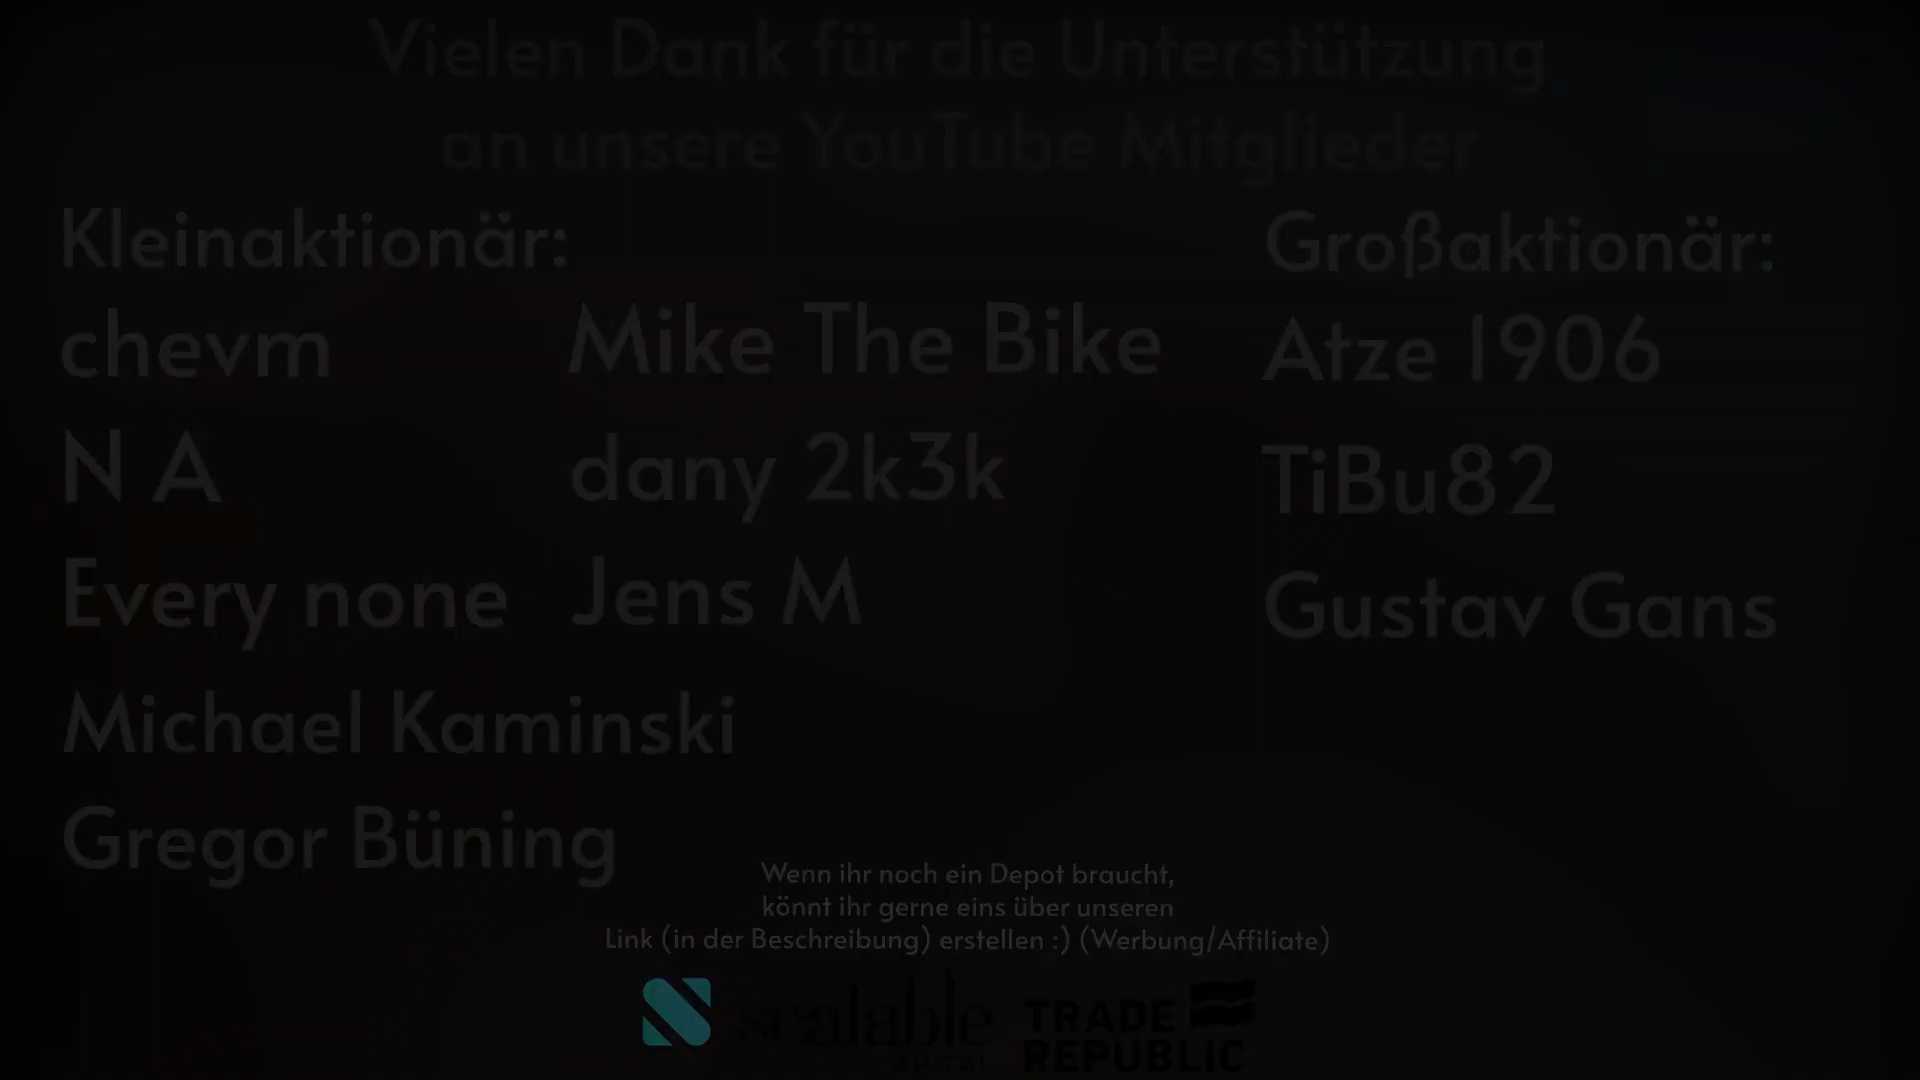 Vielen Dank für die Unterstützung
an unsere YouTube Mitglieder
Kleinaktionär:
chevm
N A
Every none
Michael Kaminski
Gregor Büning
Mike The Bike
dany 2k3k
Jens M
Großaktionär:
Atze 1906
TiBu82
Gustav Gans
Wenn ihr noch ein Depot braucht,
könnt ihr gerne eins über unseren
Link (in der Beschreibung) erstellen :) (Werbung/Affiliate)
scalable
capital
TRADE
REPUBLIC